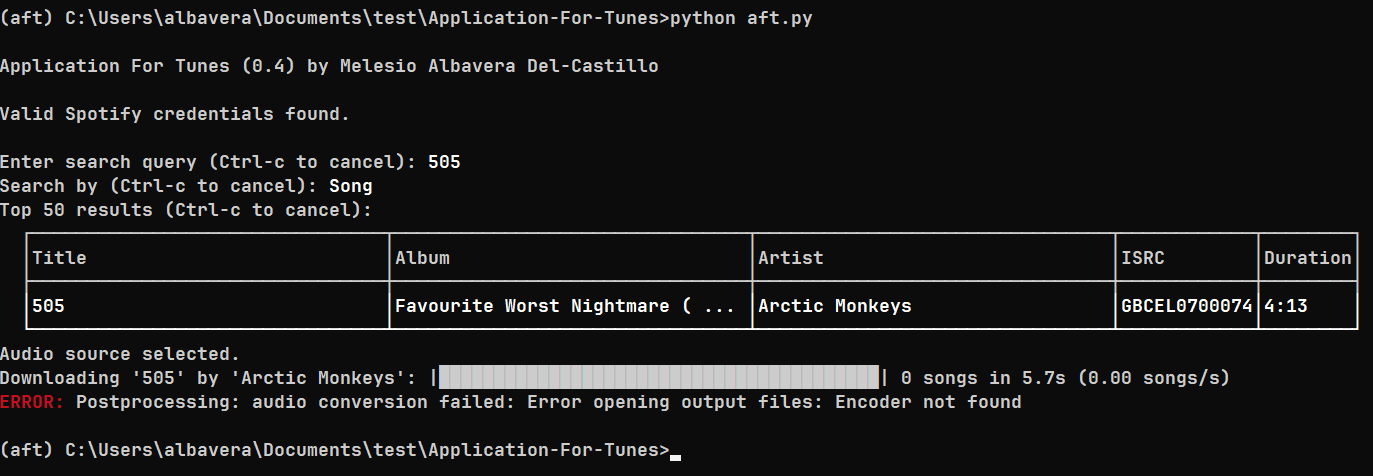 (aft) C:\Users\albavera\Documents\test\Application-For-Tunes>python aft.py
Application For Tunes (0.4) by Melesio Albavera Del-Castillo
Valid Spotify credentials found.
Enter search query (Ctrl-c to cancel): 505
Search by (Ctrl-c to cancel): Song
Top 50 results (Ctrl-c to cancel):
Title Album Artist ISRC Duration
505 Favourite Worst Nightmare ( ... Arctic Monkeys GBCEL0700074 4:13
Audio source selected.
Downloading '505' by 'Arctic Monkeys': | | 0 songs in 5.7s (0.00 songs/s)
ERROR: Postprocessing: audio conversion failed: Error opening output files: Encoder not found
(aft) C:\Users\albavera\Documents\test\Application-For-Tunes>